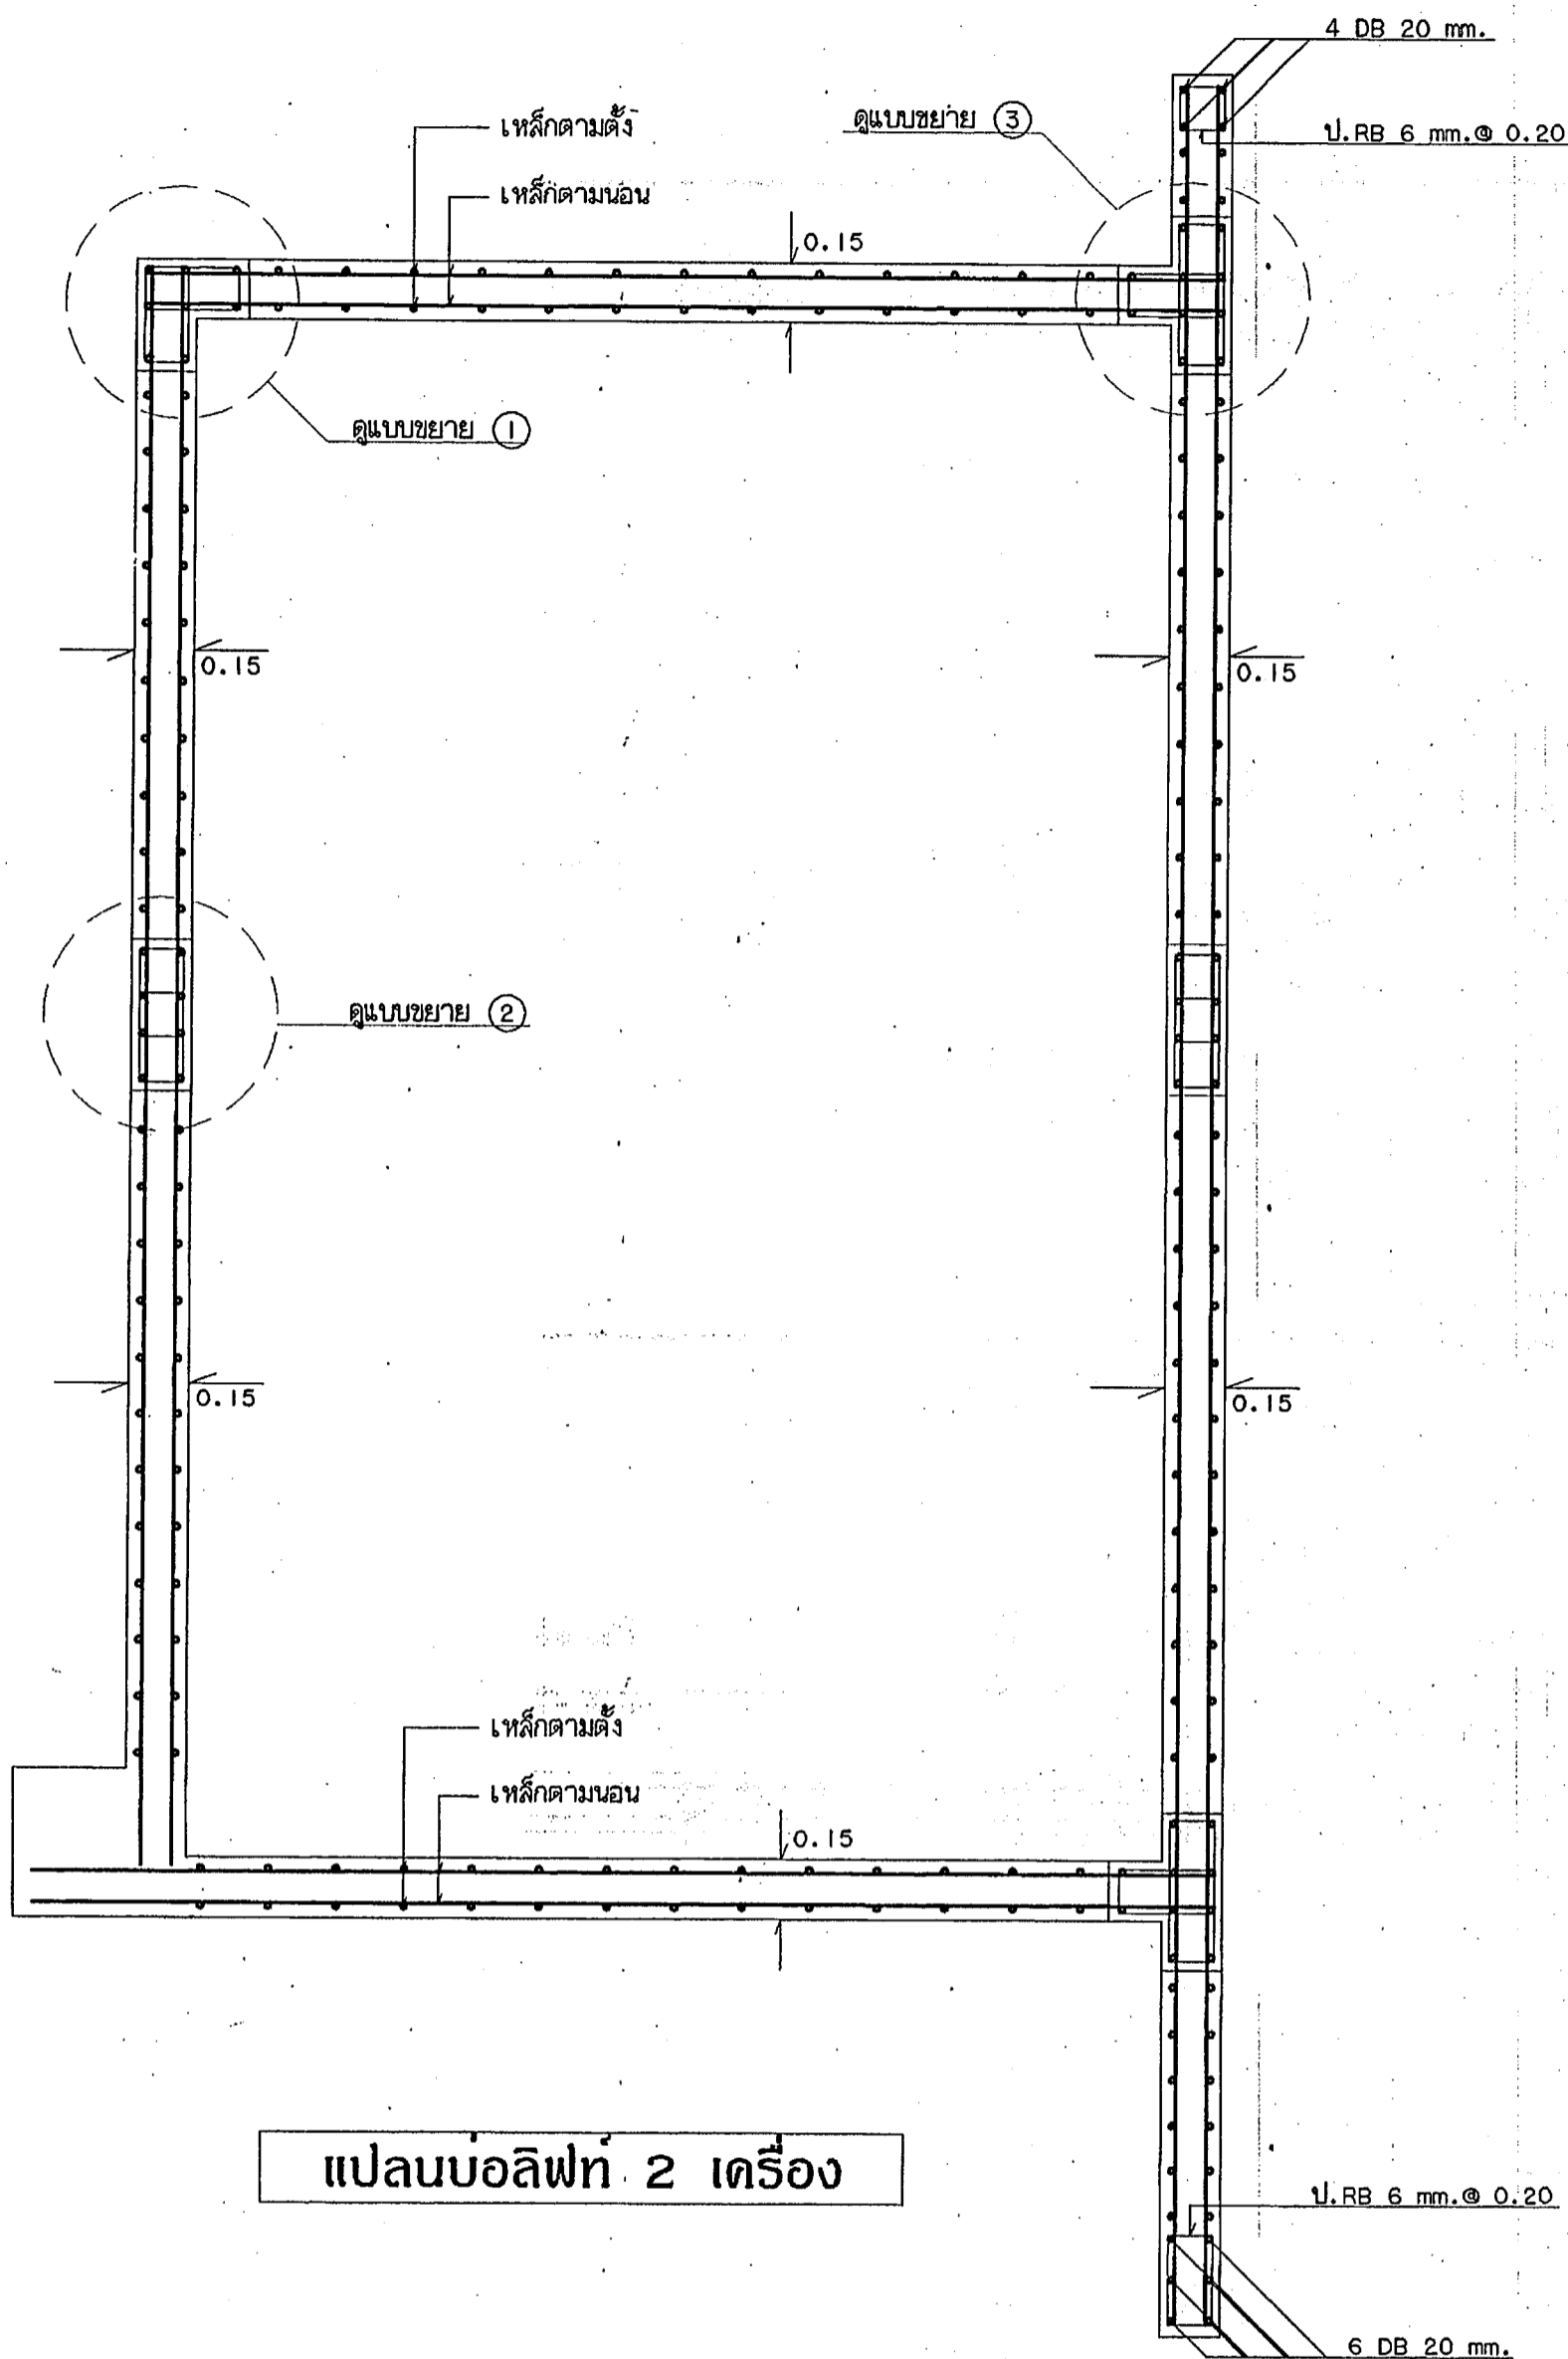 4 DB 20 mm.
ป.RB 6 mm.@ 0.20
เหล็กตามตั้ง
ดูแบบขยาย 3
เหล็กตามนอน
0.15
ดูแบบขยาย 1
0.15
0.15
ดูแบบขยาย 2
0.15
0.15
เหล็กตามตั้ง
เหล็กตามนอน
0.15
แปลนบ่อลิฟท์ 2 เครื่อง
ป.RB 6 mm.@ 0.20
6 DB 20 mm.